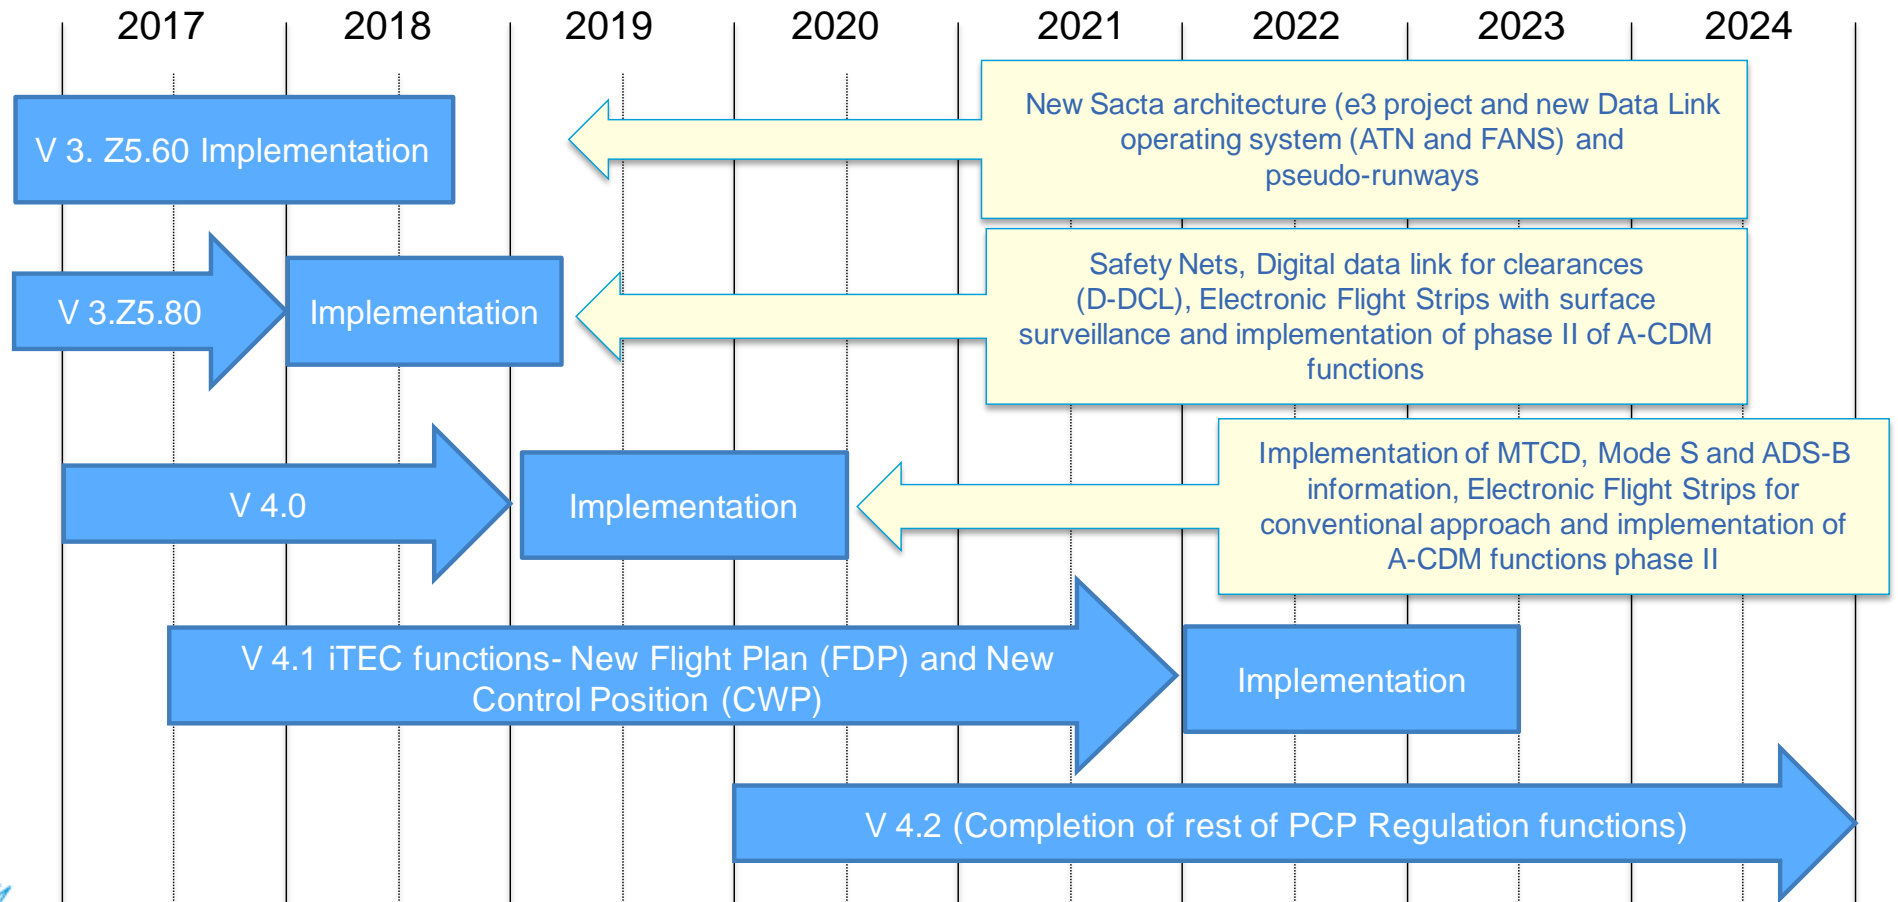 2017 2018 2019 2020 2021 2022 2023 2024
V 3. Z5.60 Implementation
New Sacta architecture (e3 project and new Data Link
operating system (ATN and FANS) and
pseudo-runways
V 3.Z5.80
Implementation
Safety Nets, Digital data link for clearances
(D-DCL), Electronic Flight Strips with surface
surveillance and implementation of phase II of A-CDM
functions
V 4.0
Implementation
Implementation of MTCD, Mode S and ADS-B
information, Electronic Flight Strips for
conventional approach and implementation of
A-CDM functions phase II
V 4.1 iTEC functions- New Flight Plan (FDP) and New
Control Position (CWP)
Implementation
V 4.2 (Completion of rest of PCP Regulation functions)